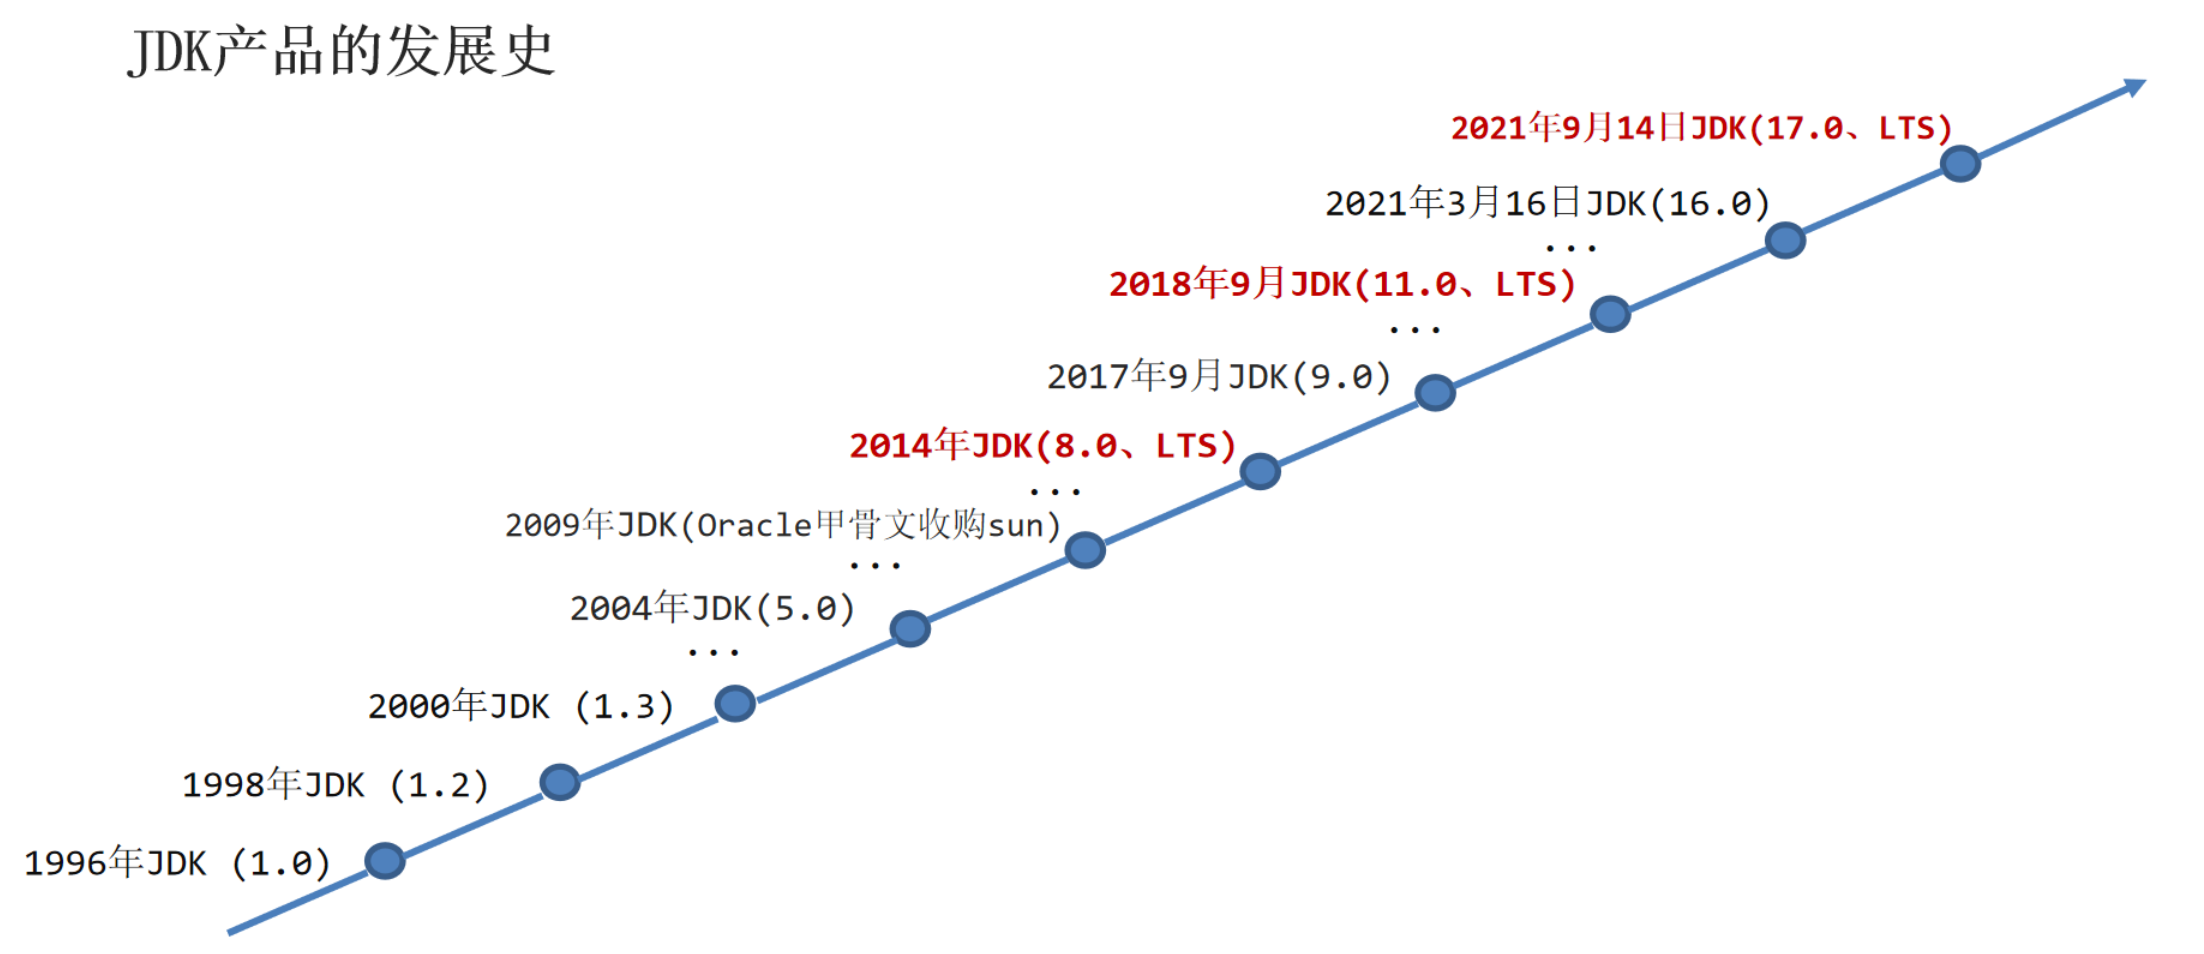 JDK产品的发展史
2021年9月14日JDK(17.0、LTS)
2021年3月16日JDK(16.0)
...
2018年9月JDK(11.0、LTS)
...
2017年9月JDK(9.0)
2014年JDK(8.0、LTS)
...
2009年JDK(Oracle甲骨文收购sun)
...
2004年JDK(5.0)
...
2000年JDK (1.3)
1998年JDK (1.2)
1996年JDK (1.0)